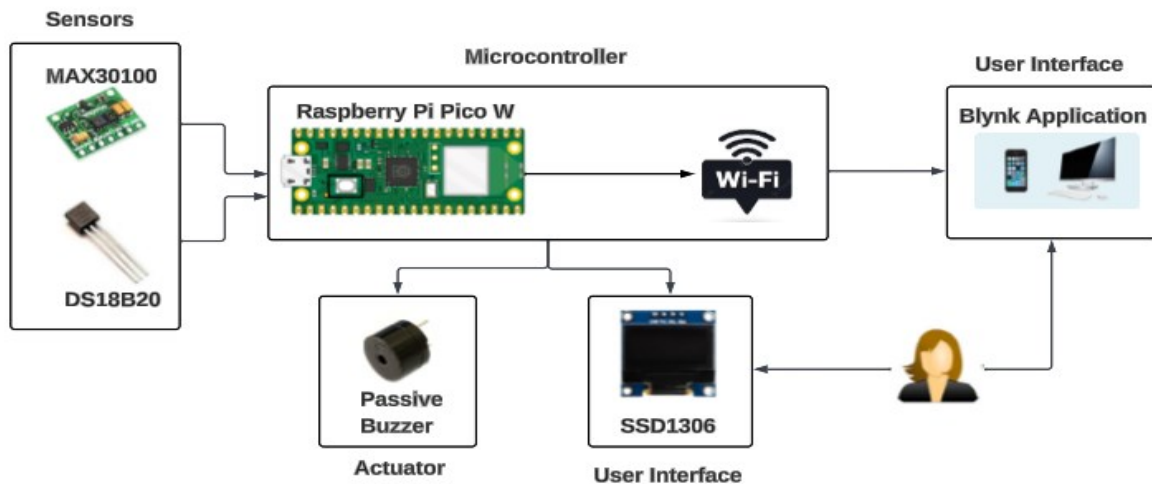 Sensors
MAX30100
DS18B20
Microcontroller
Raspberry Pi Pico W
Wi-Fi
User Interface
Blynk Application
Passive
Buzzer
Actuator
SSD1306
User Interface